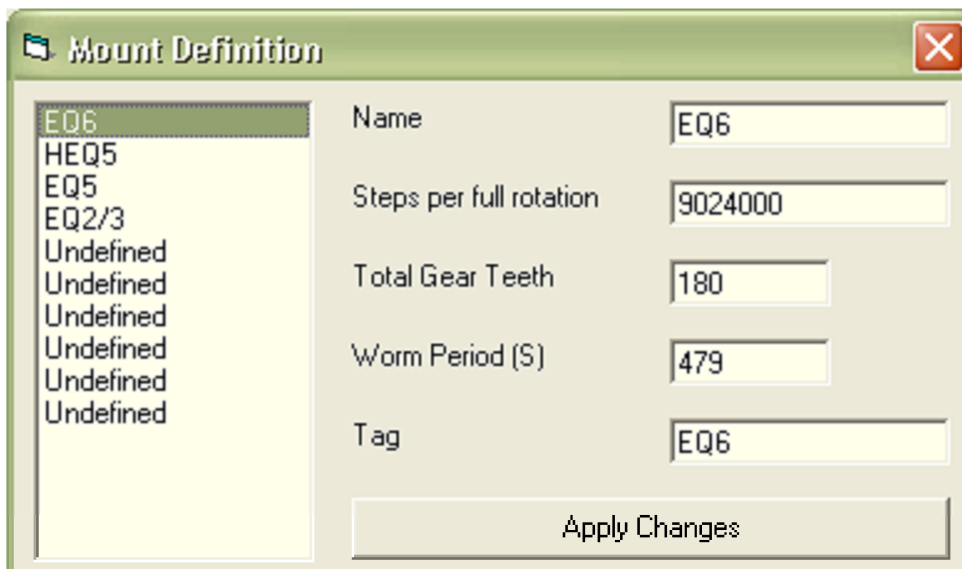 Mount Definition
EQ6
HEQ5
EQ5
EQ2/3
Undefined
Undefined
Undefined
Undefined
Undefined
Undefined
Name
EQ6
Steps per full rotation
9024000
Total Gear Teeth
180
Worm Period (S)
479
Tag
EQ6
Apply Changes